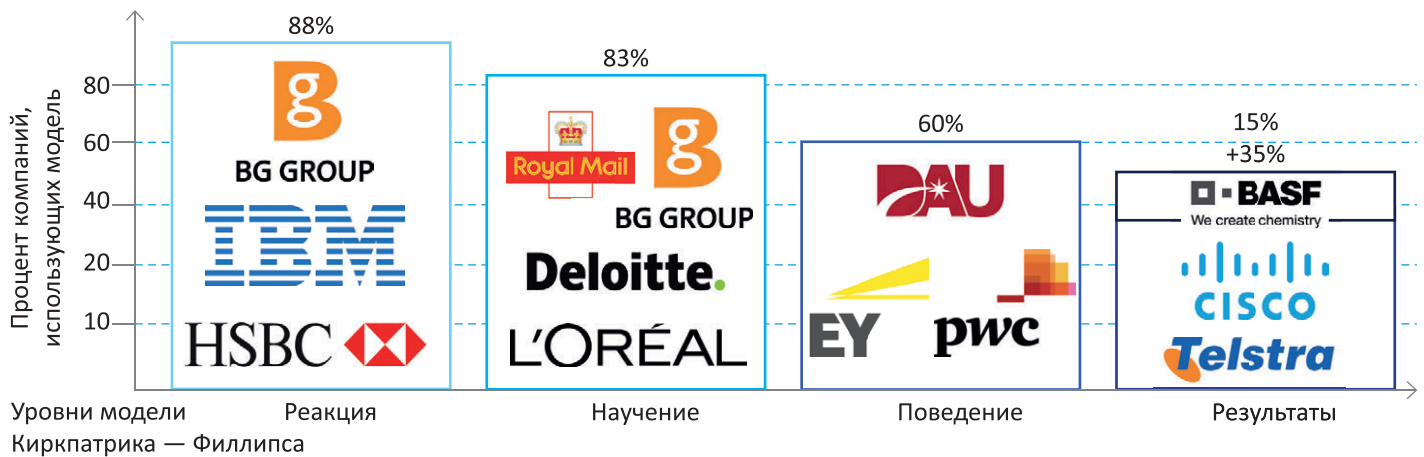 88%
83%
60%
15%
+35%
Процент компаний,
использующих модель
80
60
40
20
10
B
g
BG GROUP
IBM
HSBC
Royal Mail
B
g
BG GROUP
Deloitte.
L'ORÉAL
DAU
EY
pwc
BASF
We create chemistry
CISCO
Telstra
Уровни модели
Киркпатрика — Филлипса
Реакция
Научение
Поведение
Результаты